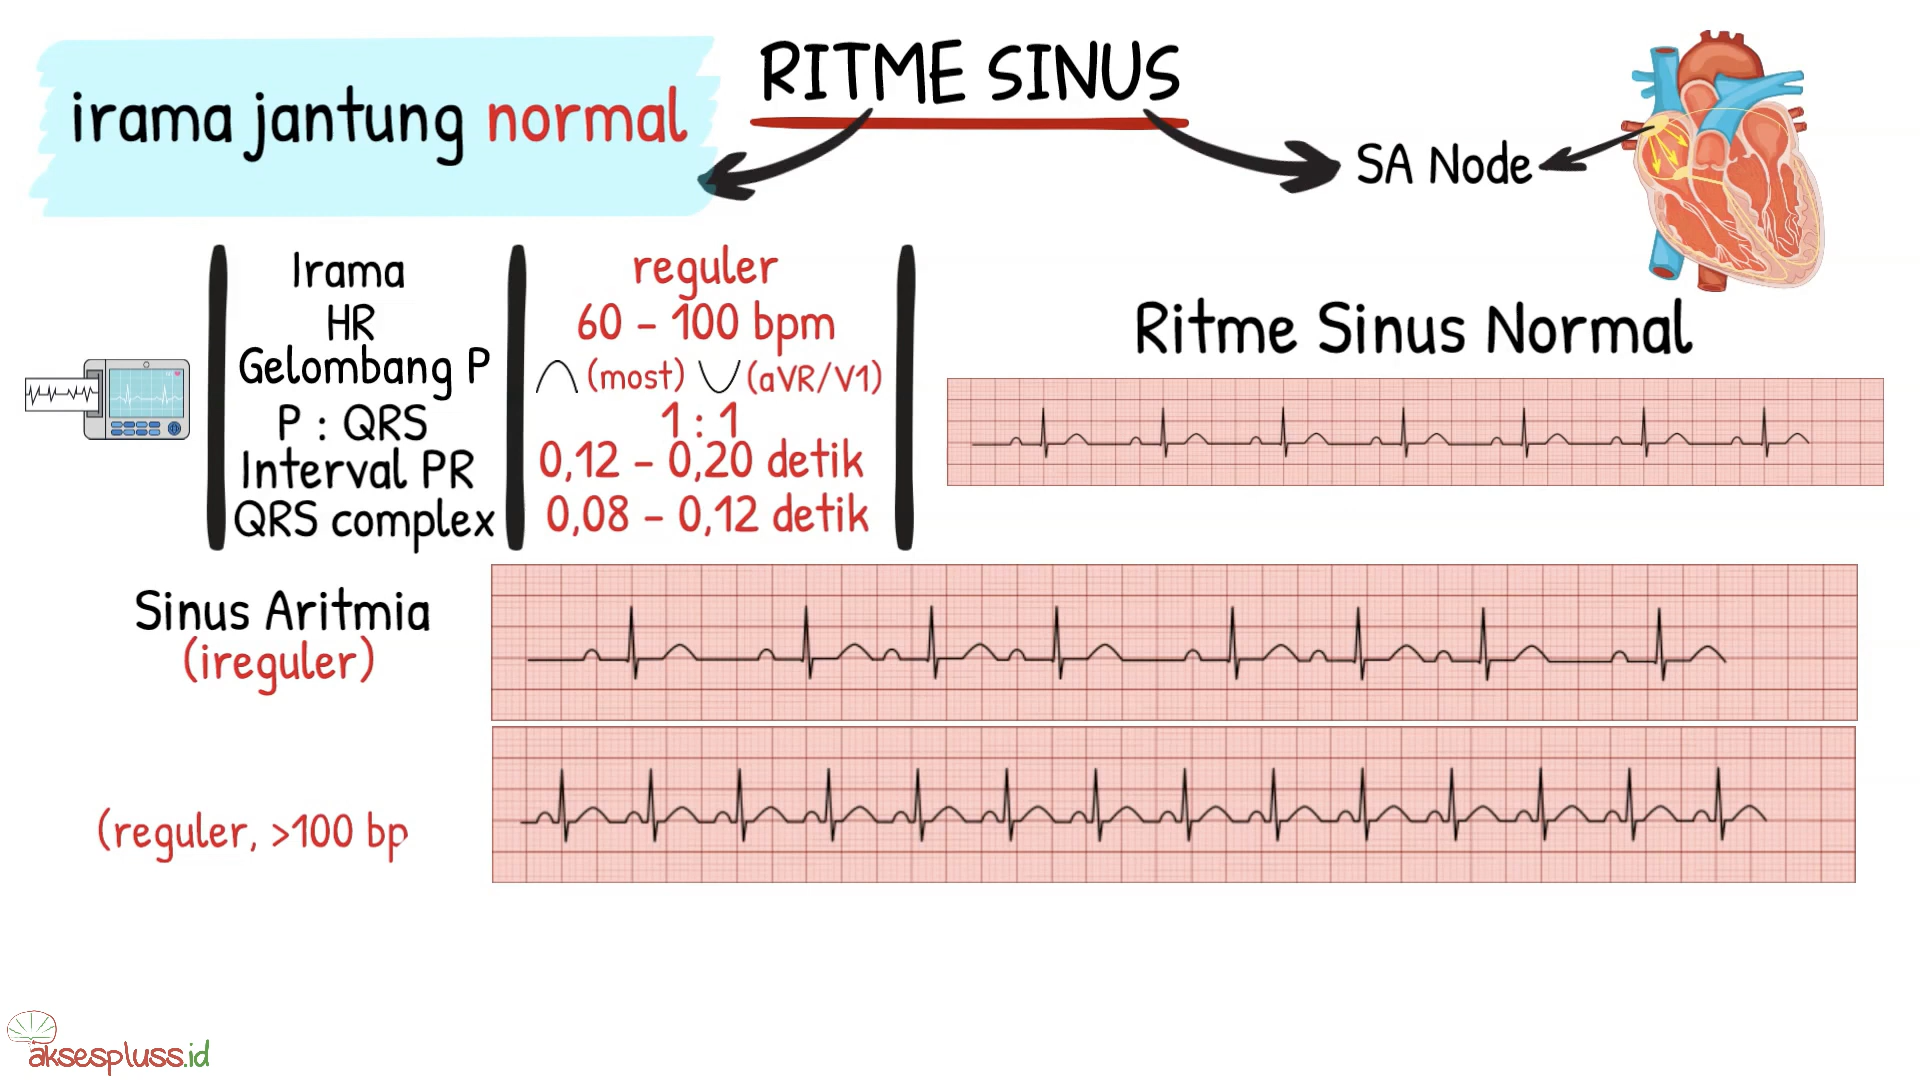 RITME SINUS
irama jantung normal
SA Node
Irama
reguler
HR
60 – 100 bpm
Gelombang P
(most) (aVR/V1)
P : QRS
1 : 1
Interval PR
0,12 – 0,20 detik
QRS complex
0,08 – 0,12 detik
Ritme Sinus Normal
Sinus Aritmia
(ireguler)
(reguler, >100 bp
aksespluss.id